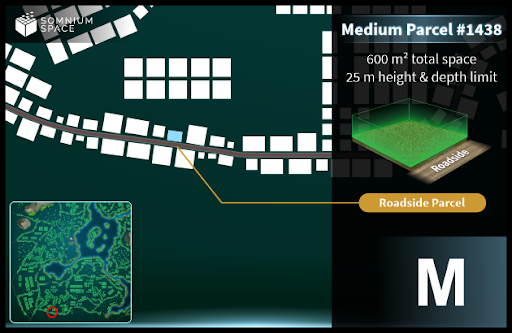 SOMNIUM
SPACE
Medium Parcel #1438
600 m² total space
25 m height & depth limit
Roadside
Roadside Parcel
M